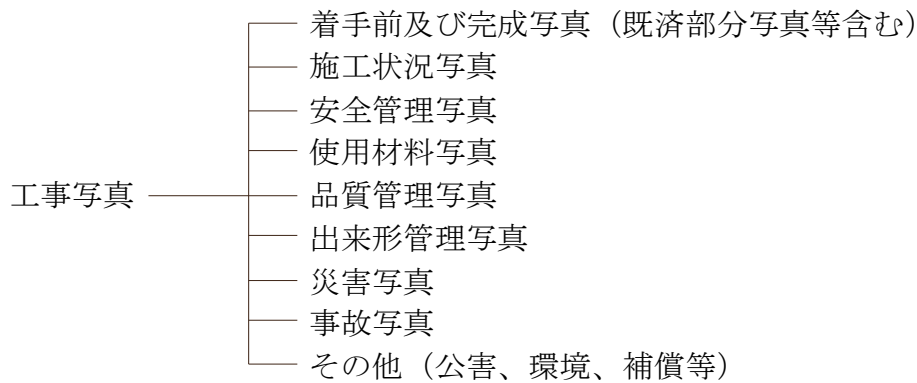 着手前及び完成写真（既済部分写真等含む）
施工状況写真
安全管理写真
使用材料写真
工事写真
品質管理写真
出来形管理写真
災害写真
事故写真
その他（公害、環境、補償等）